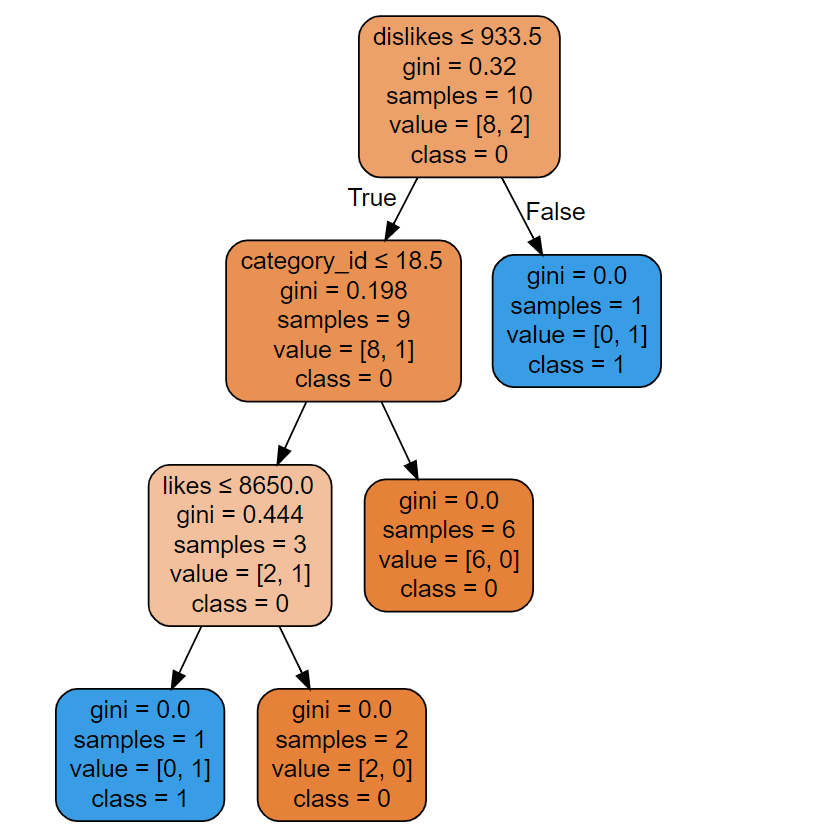 dislikes ≤ 933.5
gini = 0.32
samples = 10
value = [8, 2]
class = 0
True
False
category_id ≤ 18.5
gini = 0.198
samples = 9
value = [8, 1]
class = 0
gini = 0.0
samples = 1
value = [0, 1]
class = 1
likes ≤ 8650.0
gini = 0.444
samples = 3
value = [2, 1]
class = 0
gini = 0.0
samples = 6
value = [6, 0]
class = 0
gini = 0.0
samples = 1
value = [0, 1]
class = 1
gini = 0.0
samples = 2
value = [2, 0]
class = 0